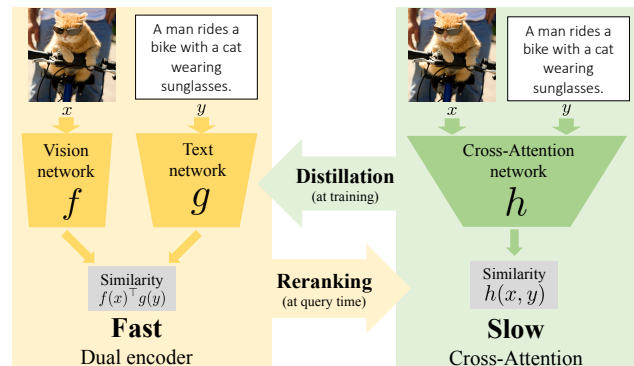 A man rides a
bike with a cat
wearing
sunglasses.
x
y
Vision
network
f
Text
network
g
Similarity
f(x)⊤g(y)
Fast
Dual encoder
Distillation
(at training)
Reranking
(at query time)
A man rides a
bike with a cat
wearing
sunglasses.
x
y
Cross-Attention
network
h
Similarity
h(x, y)
Slow
Cross-Attention